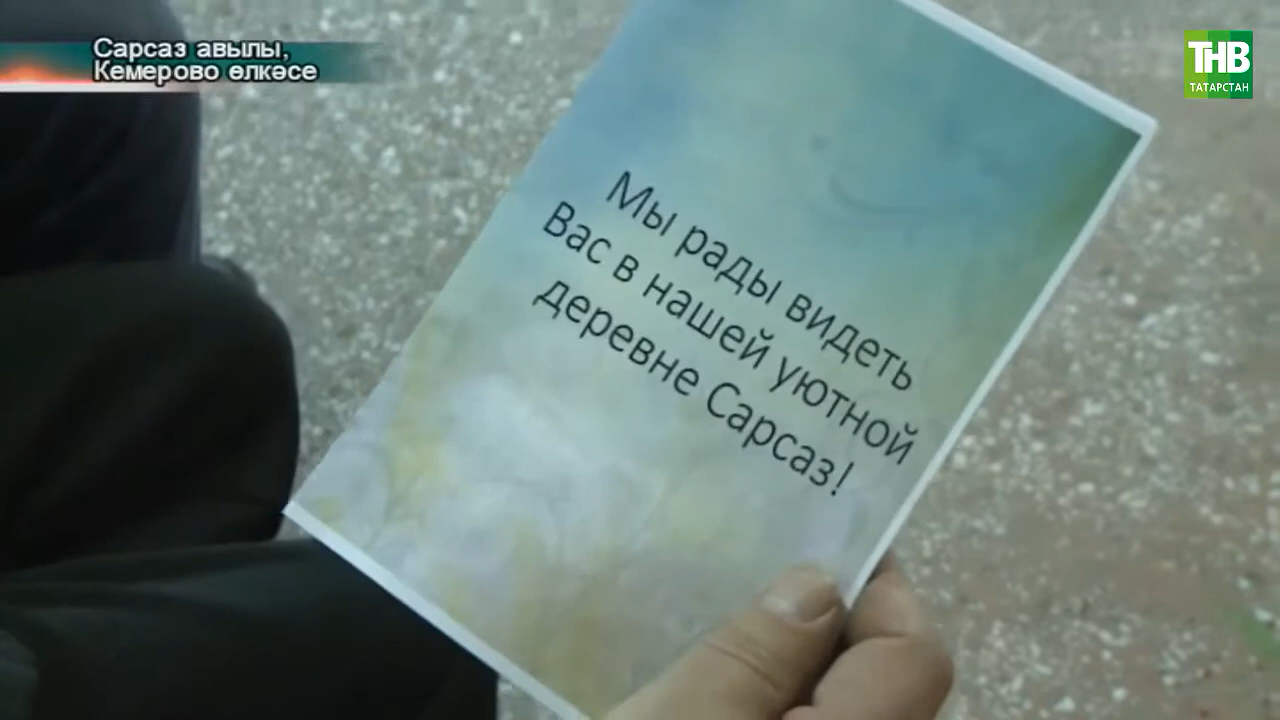 Сарсаз авылы,
Кемерово өлкәсе
ТНВ
ТАТАРСТАН
Мы рады видеть
Вас в нашей уютной
деревне Сарсаз!